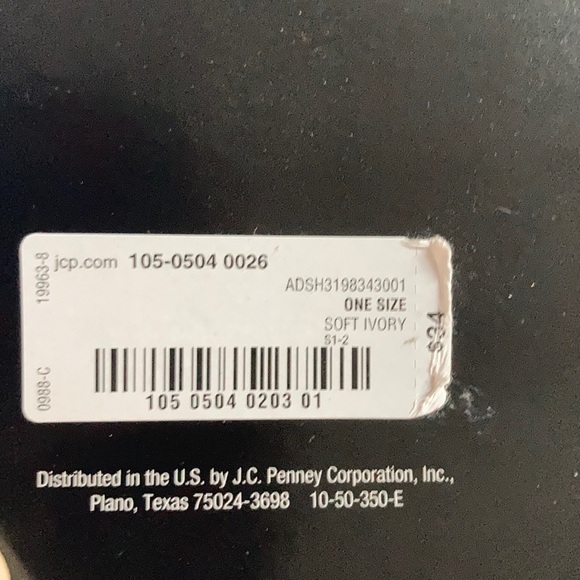 19963-8
jcp.com 105-0504 0026
ADSH3198343001
ONE SIZE
SOFT IVORY
S1-2
$34
0988-C
105 0504 0203 01
Distributed in the U.S. by J.C. Penney Corporation, Inc.,
Plano, Texas 75024-3698 10-50-350-E